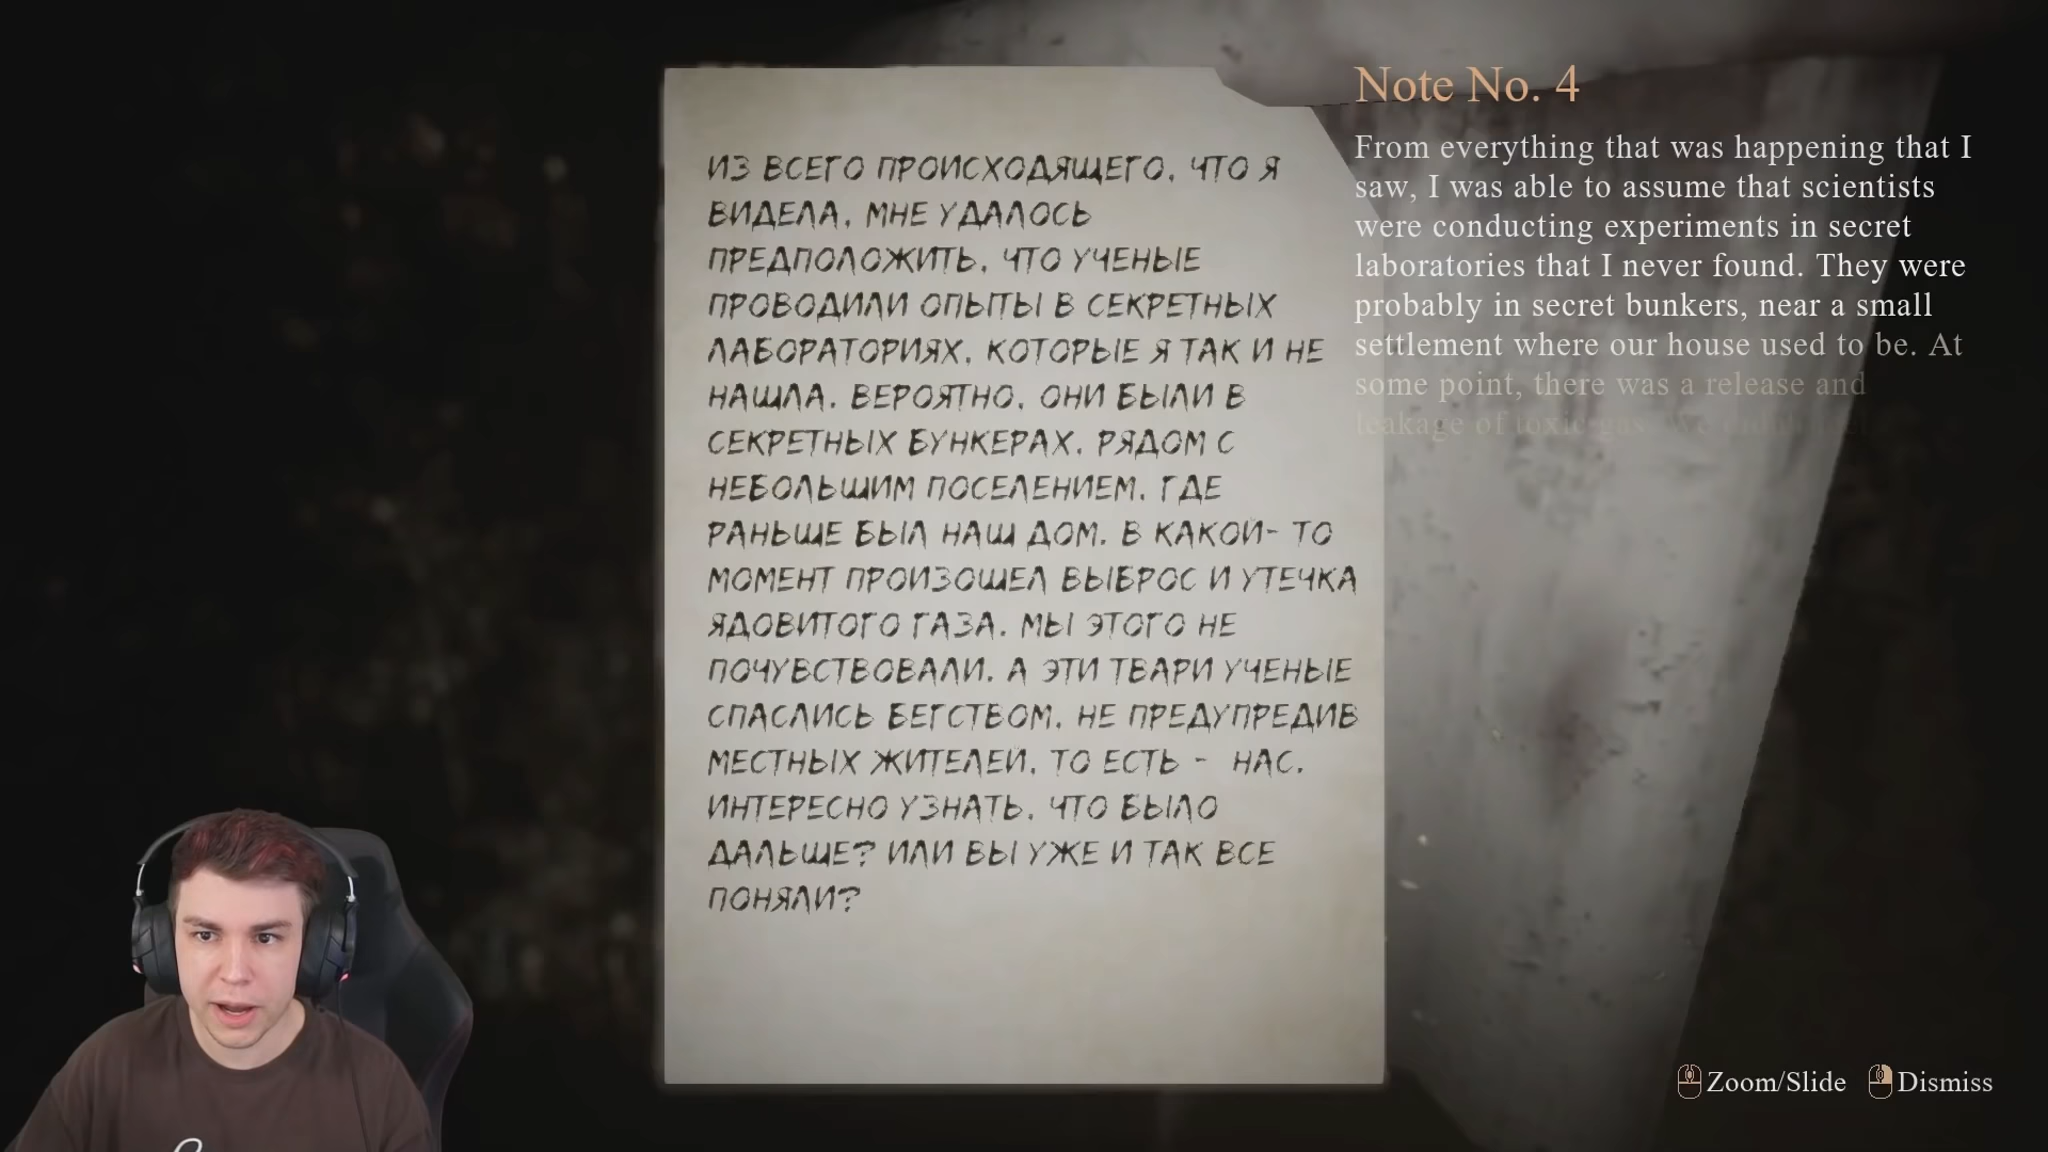 ИЗ ВСЕГО ПРОИСХОДЯЩЕГО, ЧТО Я
ВИДЕЛА, МНЕ УДАЛОСЬ
ПРЕДПОЛОЖИТЬ, ЧТО УЧЕНЫЕ
ПРОВОДИЛИ ОПЫТЫ В СЕКРЕТНЫХ
ЛАБОРАТОРИЯХ, КОТОРЫЕ Я ТАК И НЕ
НАШЛА. ВЕРОЯТНО, ОНИ БЫЛИ В
СЕКРЕТНЫХ БУНКЕРАХ, РЯДОМ С
НЕБОЛЬШИМ ПОСЕЛЕНИЕМ, ГДЕ
РАНЬШЕ БЫЛ НАШ ДОМ. В КАКОЙ- ТО
МОМЕНТ ПРОИЗОШЕЛ ВЫБРОС И УТЕЧКА
ЯДОВИТОГО ГАЗА. МЫ ЭТОГО НЕ
ПОЧУВСТВОВАЛИ. А ЭТИ ТВАРИ УЧЕНЫЕ
СПАСЛИСЬ БЕГСТВОМ, НЕ ПРЕДУПРЕДИВ
МЕСТНЫХ ЖИТЕЛЕЙ, ТО ЕСТЬ - НАС.
ИНТЕРЕСНО УЗНАТЬ, ЧТО БЫЛО
ДАЛЬШЕ? ИЛИ ВЫ УЖЕ И ТАК ВСЕ
ПОНЯЛИ?
Note No. 4
From everything that was happening that I
saw, I was able to assume that scientists
were conducting experiments in secret
laboratories that I never found. They were
probably in secret bunkers, near a small
settlement where our house used to be. At
some point, there was a release and
leakage of toxic gas. We didn't
Zoom/Slide
Dismiss